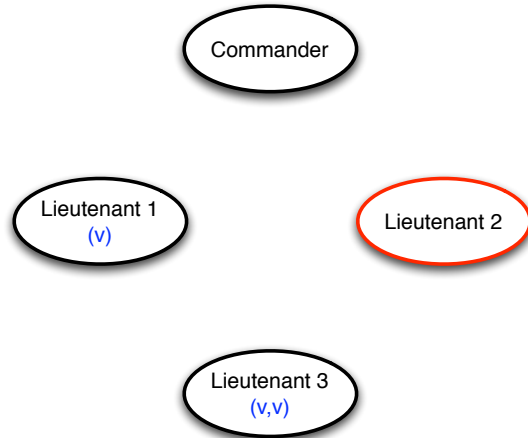 Commander
Lieutenant 1
(v)
Lieutenant 2
Lieutenant 3
(v,v)